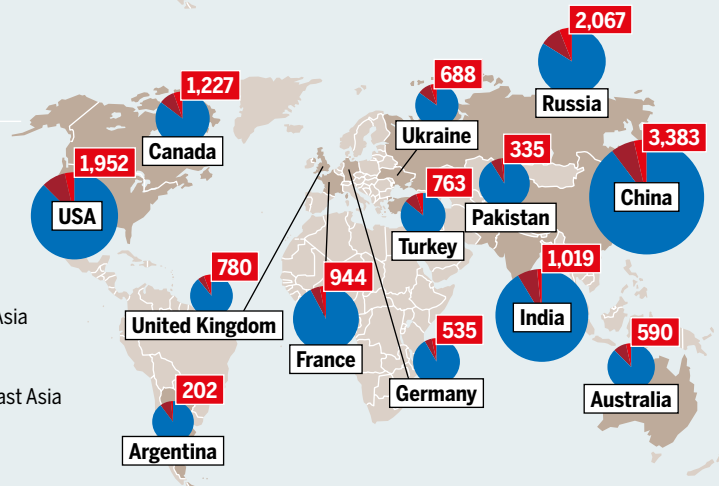 2,067
Russia
1,227
Canada
688
Ukraine
3,383
China
1,952
USA
335
Pakistan
763
Turkey
780
United Kingdom
944
France
1,019
India
535
Germany
590
Australia
202
Argentina
Asia
ast Asia